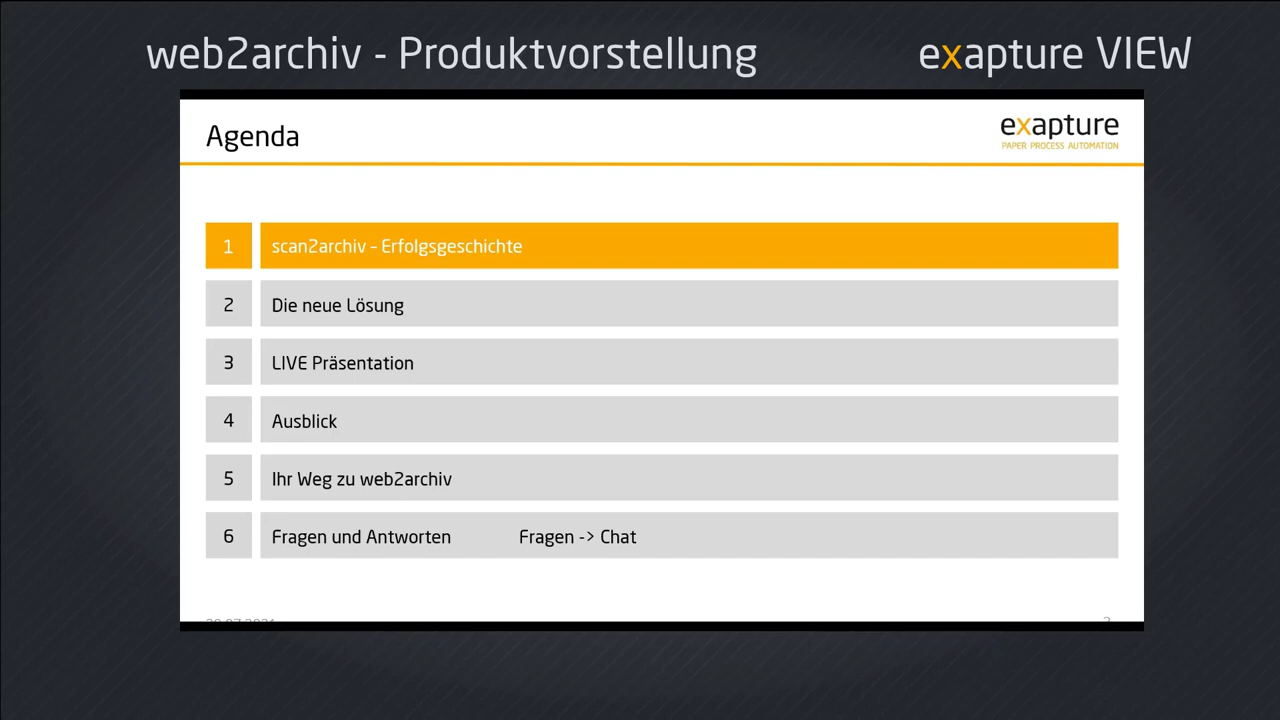 web2archiv - Produktvorstellung
exapture VIEW
Agenda
exapture
PAPER PROCESS AUTOMATION
1 scan2archiv – Erfolgsgeschichte
2 Die neue Lösung
3 LIVE Präsentation
4 Ausblick
5 Ihr Weg zu web2archiv
6 Fragen und Antworten Fragen -> Chat